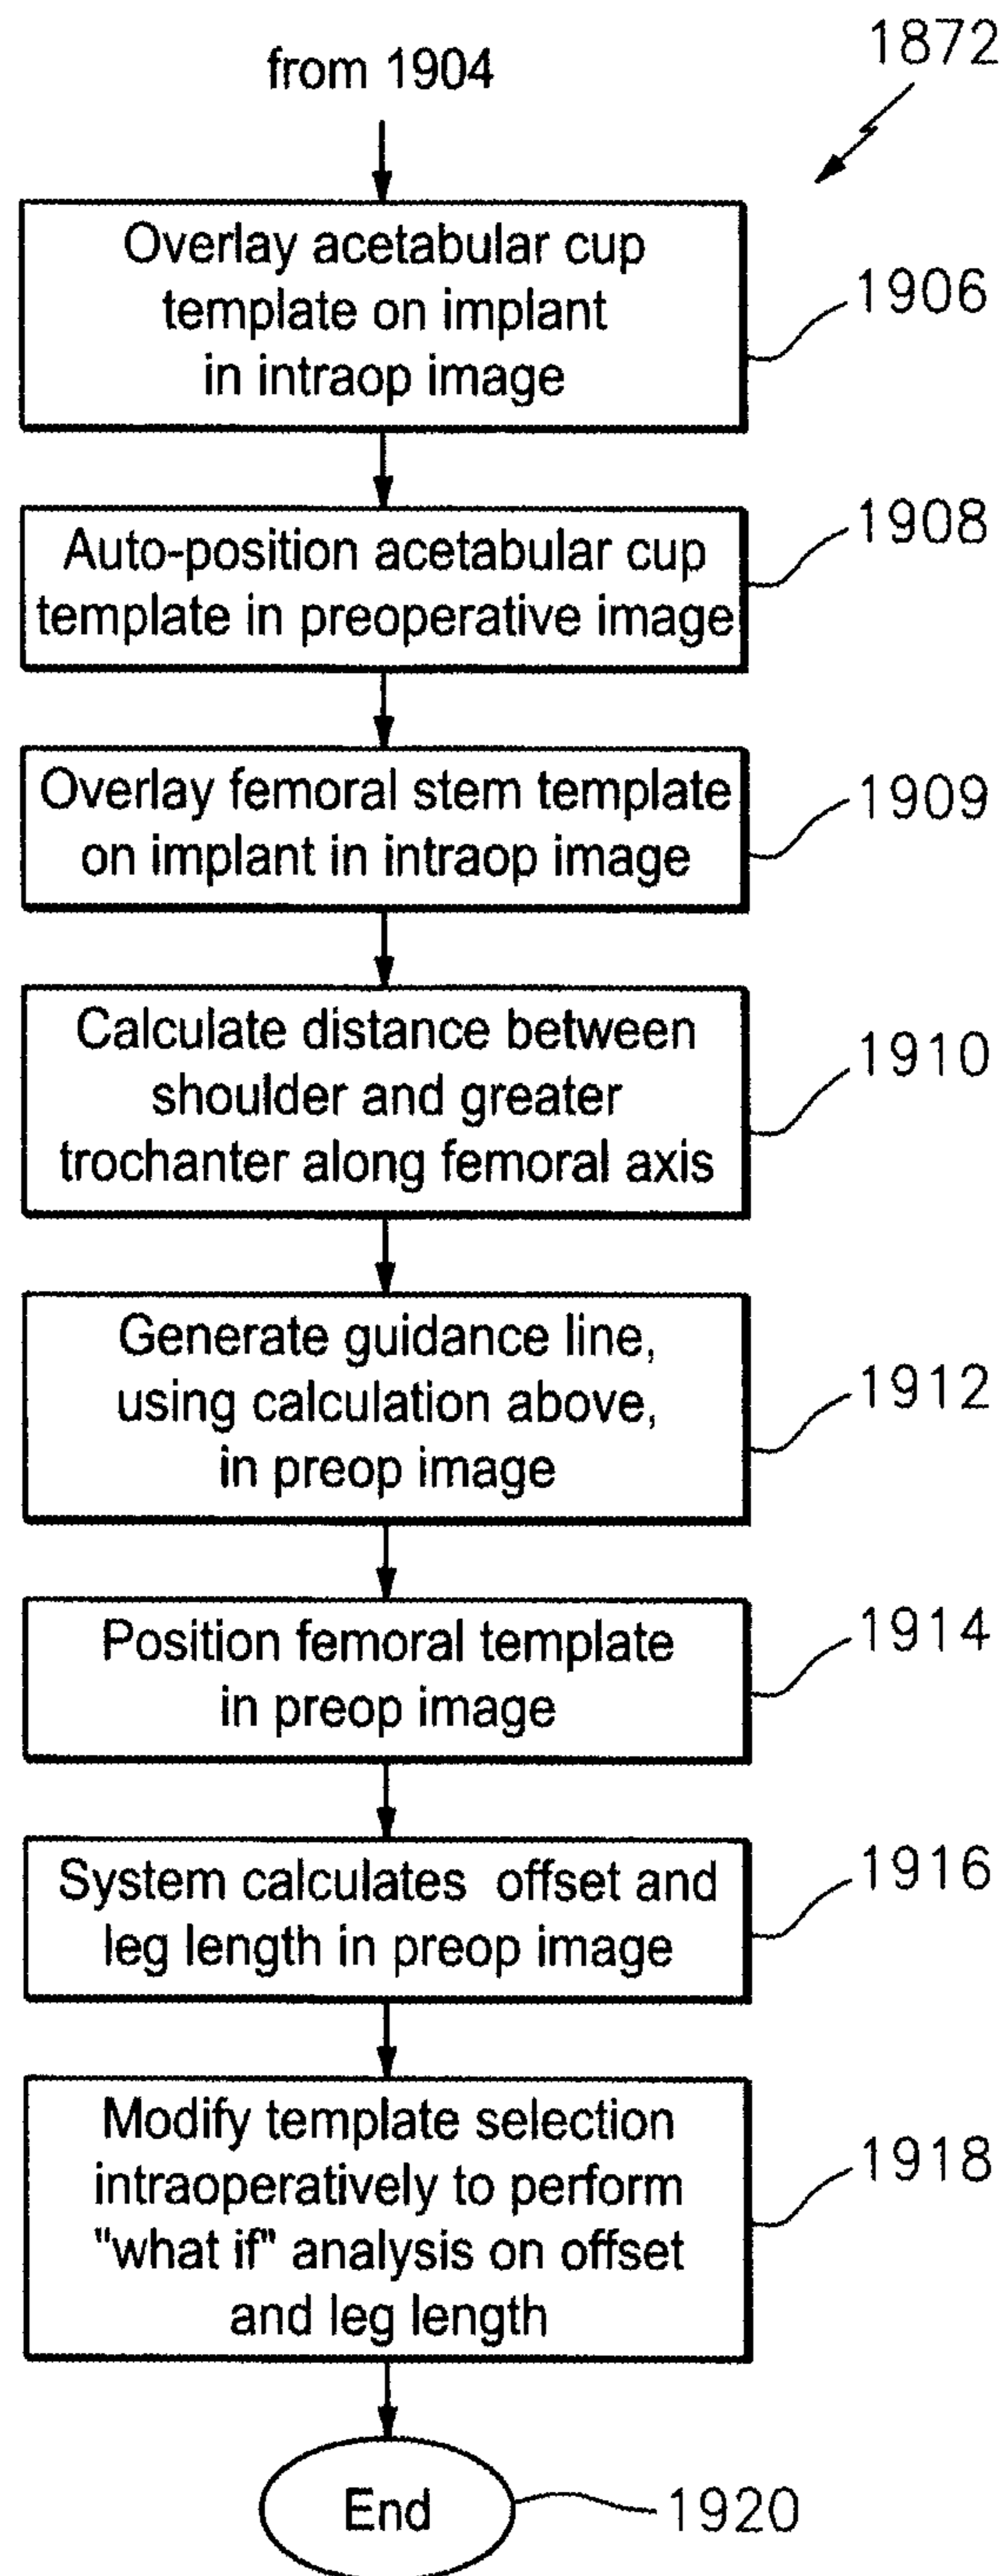 1872
from 1904
Overlay acetabular cup
template on implant
in intraop image
1906
Auto-position acetabular cup
template in preoperative image
1908
Overlay femoral stem template
on implant in intraop image
1909
Calculate distance between
shoulder and greater
trochanter along femoral axis
1910
Generate guidance line,
using calculation above,
in preop image
1912
Position femoral template
in preop image
1914
System calculates offset and
leg length in preop image
1916
Modify template selection
intraoperatively to perform
"what if" analysis on offset
and leg length
1918
End
1920